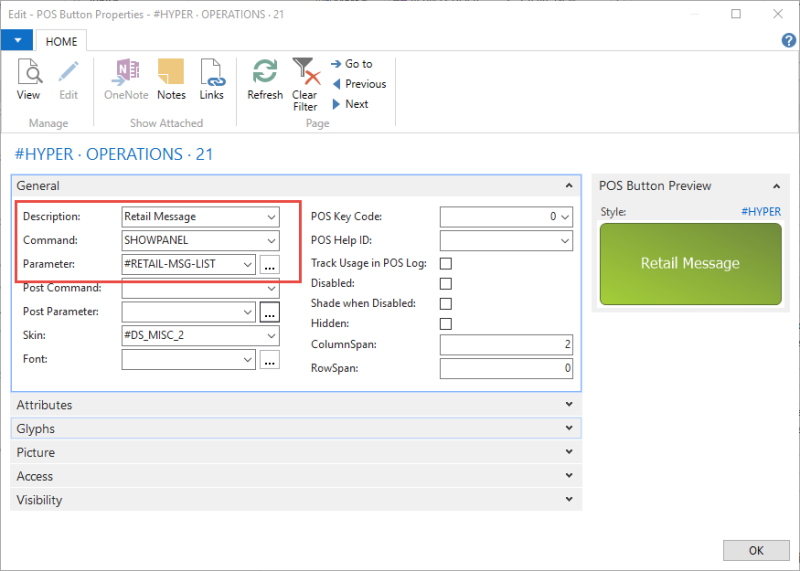 Edit - POS Button Properties - #HYPER · OPERATIONS · 21
HOME
View
Edit
OneNote
Notes
Links
Refresh
Clear Filter
Go to
Previous
Next
Manage
Show Attached
Page
#HYPER · OPERATIONS · 21
General
Description: Retail Message
Command: SHOWPANEL
Parameter: #RETAIL-MSG-LIST ...
Post Command:
Post Parameter: ...
Skin: #DS_MISC_2
Font: ...
POS Key Code: 0
POS Help ID:
Track Usage in POS Log:
Disabled:
Shade when Disabled:
Hidden:
ColumnSpan: 2
RowSpan: 0
Attributes
Glyphs
Picture
Access
Visibility
POS Button Preview
Style: #HYPER
Retail Message
OK